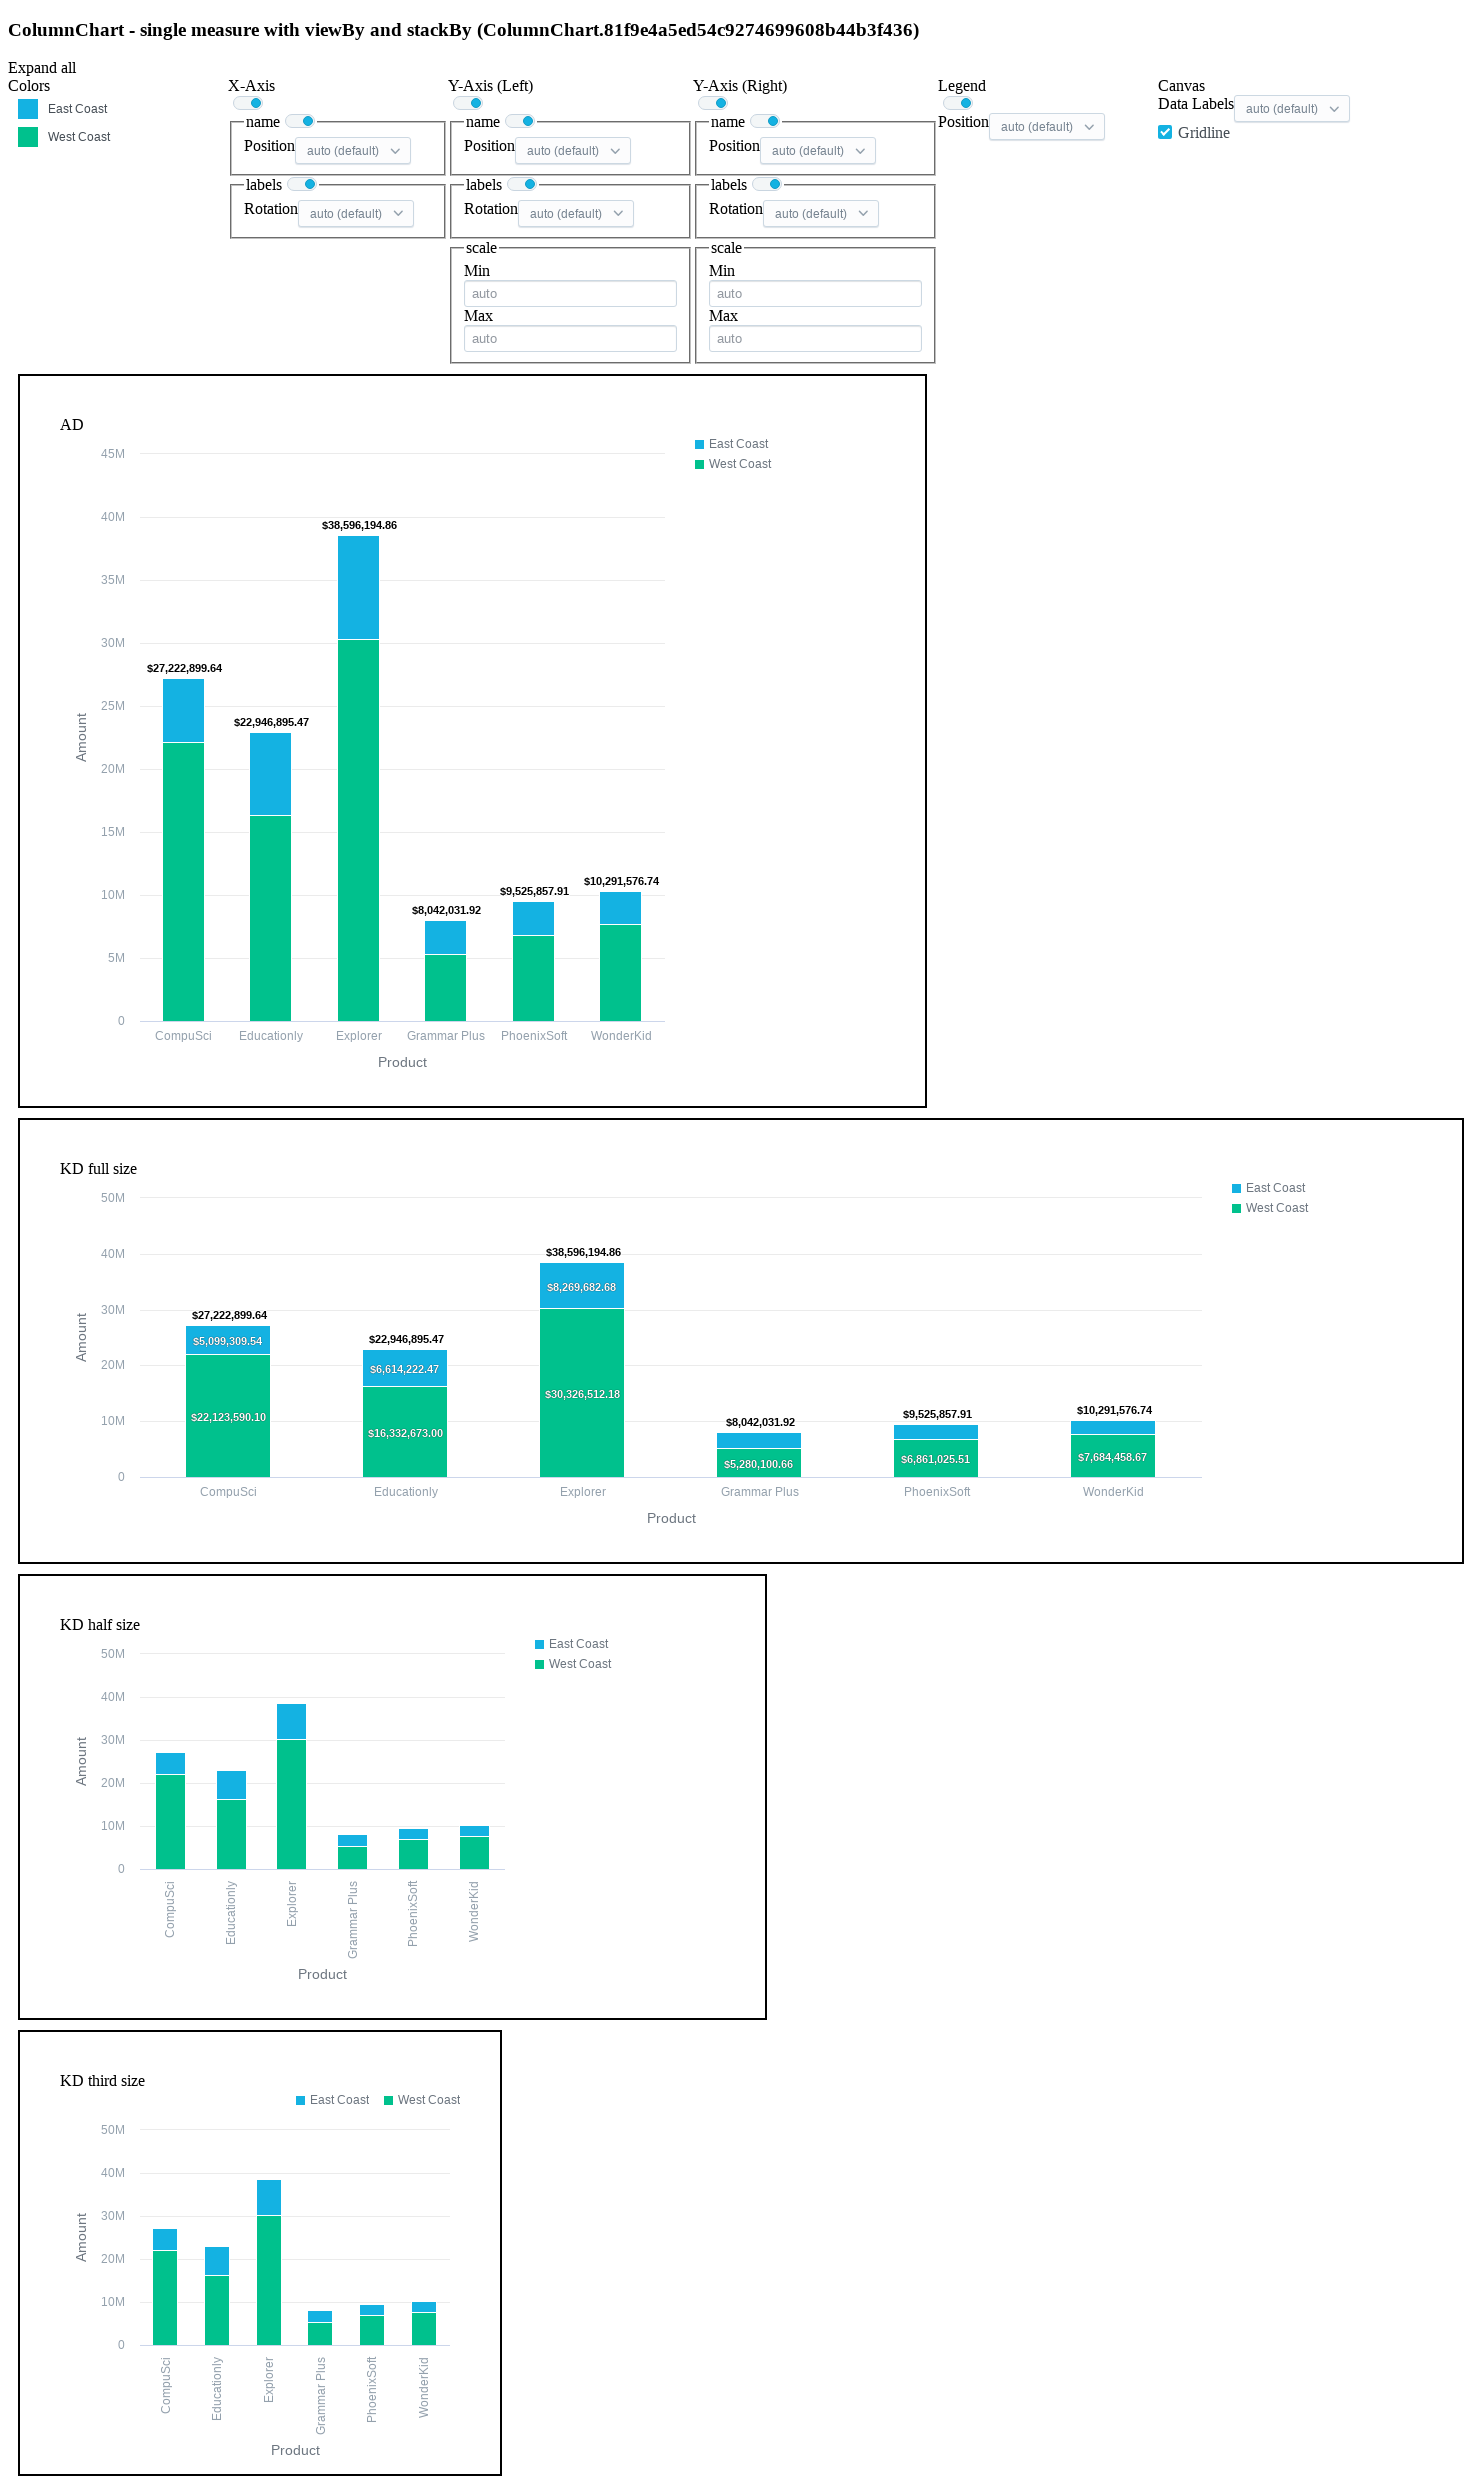 ColumnChart - single measure with viewBy and stackBy (ColumnChart.81f9e4a5ed54c9274699608b44b3f436)
Expand all
Colors
East Coast
West Coast
X-Axis
name
Position auto (default)
labels
Rotation auto (default)
Y-Axis (Left)
name
Position auto (default)
labels
Rotation auto (default)
scale
Min
auto
Max
auto
Y-Axis (Right)
name
Position auto (default)
labels
Rotation auto (default)
scale
Min
auto
Max
auto
Legend
Position auto (default)
Canvas
Data Labels auto (default)
Gridline
AD
East Coast
West Coast
45M
40M
35M
30M
25M
20M
15M
10M
5M
0
Amount
$27,222,899.64
$22,946,895.47
$38,596,194.86
$8,042,031.92
$9,525,857.91
$10,291,576.74
CompuSci Educationly Explorer Grammar Plus PhoenixSoft WonderKid
Product
KD full size
East Coast
West Coast
50M
40M
30M
20M
10M
0
Amount
$27,222,899.64
$5,099,309.54
$22,123,590.10
$22,946,895.47
$6,614,222.47
$16,332,673.00
$38,596,194.86
$8,269,682.68
$30,326,512.18
$8,042,031.92
$5,280,100.66
$9,525,857.91
$6,861,025.51
$10,291,576.74
$7,684,458.67
CompuSci Educationly Explorer Grammar Plus PhoenixSoft WonderKid
Product
KD half size
East Coast
West Coast
50M
40M
30M
20M
10M
0
Amount
CompuSci
Educationly
Explorer
Grammar Plus
PhoenixSoft
WonderKid
Product
KD third size
East Coast West Coast
50M
40M
30M
20M
10M
0
Amount
CompuSci
Educationly
Explorer
Grammar Plus
PhoenixSoft
WonderKid
Product